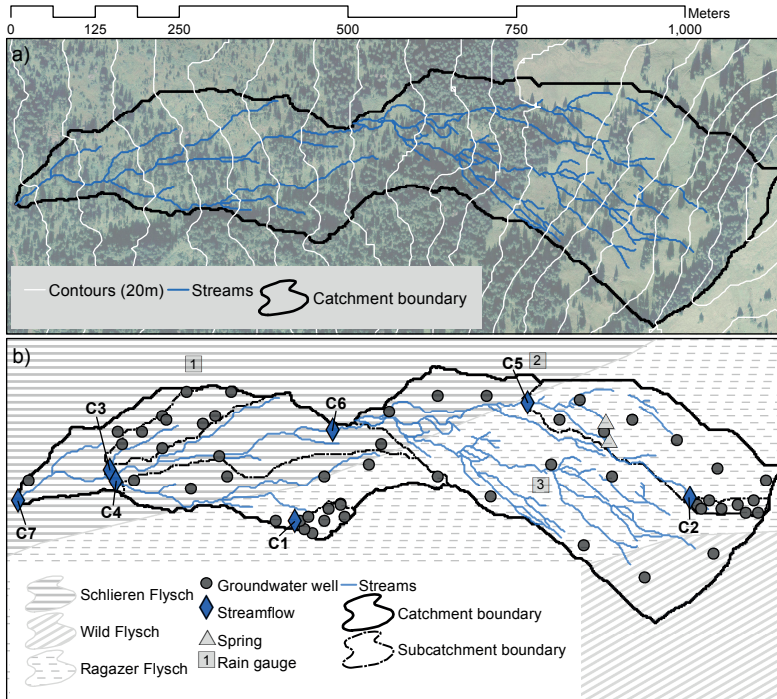 Meters
0 125 250 500 750 1,000
a)
Contours (20m) Streams Catchment boundary
b)
1
2
C5
C6
C3
3
C4
C2
C7
C1
Groundwater well Streams
Schlieren Flysch
Streamflow Catchment boundary
Wild Flysch
Spring
Subcatchment boundary
1 Rain gauge
Ragazer Flysch